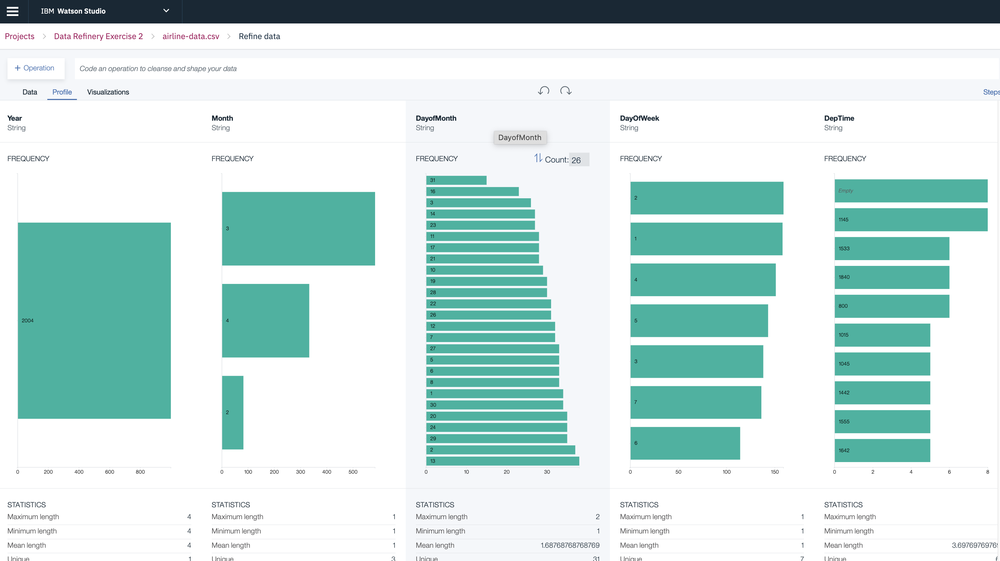 IBM Watson Studio
Projects > Data Refinery Exercise 2 > airline-data.csv > Refine data
+ Operation
Code an operation to cleanse and shape your data
Data Profile Visualizations
Steps
Year
String
FREQUENCY
2004
0 200 400 600 800
STATISTICS
Maximum length 4
Minimum length 4
Mean length 4
Unique 1
Month
String
FREQUENCY
3
4
2
0 100 200 300 400 500
STATISTICS
Maximum length 1
Minimum length 1
Mean length 1
Unique 3
DayofMonth
String
DayofMonth
FREQUENCY Count: 26
31
16
3
14
23
11
17
21
10
19
28
22
26
12
7
27
5
6
8
1
30
20
24
29
2
13
0 10 20 30
STATISTICS
Maximum length 2
Minimum length 1
Mean length 1.68768768768769
Unique 31
DayOfWeek
String
FREQUENCY
2
1
4
5
3
7
6
0 50 100 150
STATISTICS
Maximum length 1
Minimum length 1
Mean length 1
Unique 7
DepTime
String
FREQUENCY
Empty
1145
1533
1840
800
1015
1045
1442
1555
1642
0 2 4 6 8
STATISTICS
Maximum length
Minimum length
Mean length 3.69769769769
Unique